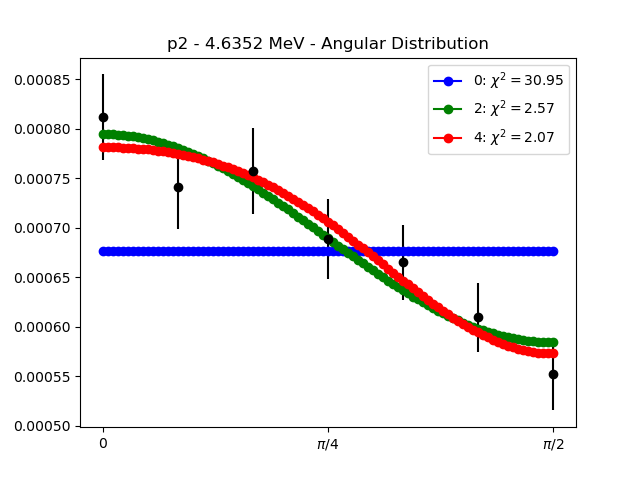 p2 - 4.6352 MeV - Angular Distribution
0: χ² = 30.95
2: χ² = 2.57
4: χ² = 2.07
0.00085
0.00080
0.00075
0.00070
0.00065
0.00060
0.00055
0.00050
0 π/4 π/2